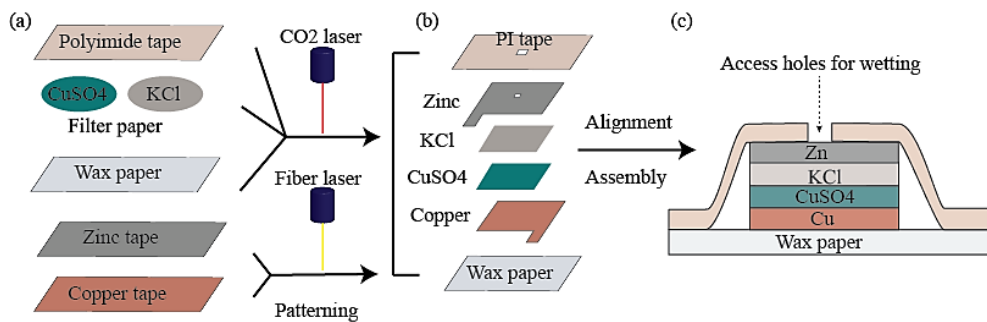 (a)
Polyimide tape
CuSO4
KCl
Filter paper
Wax paper
Zinc tape
Copper tape
CO2 laser
Fiber laser
Patterning
(b)
PI tape
Zinc
KCl
CuSO4
Copper
Wax paper
Alignment
Assembly
(c)
Access holes for wetting
Zn
KCl
CuSO4
Cu
Wax paper